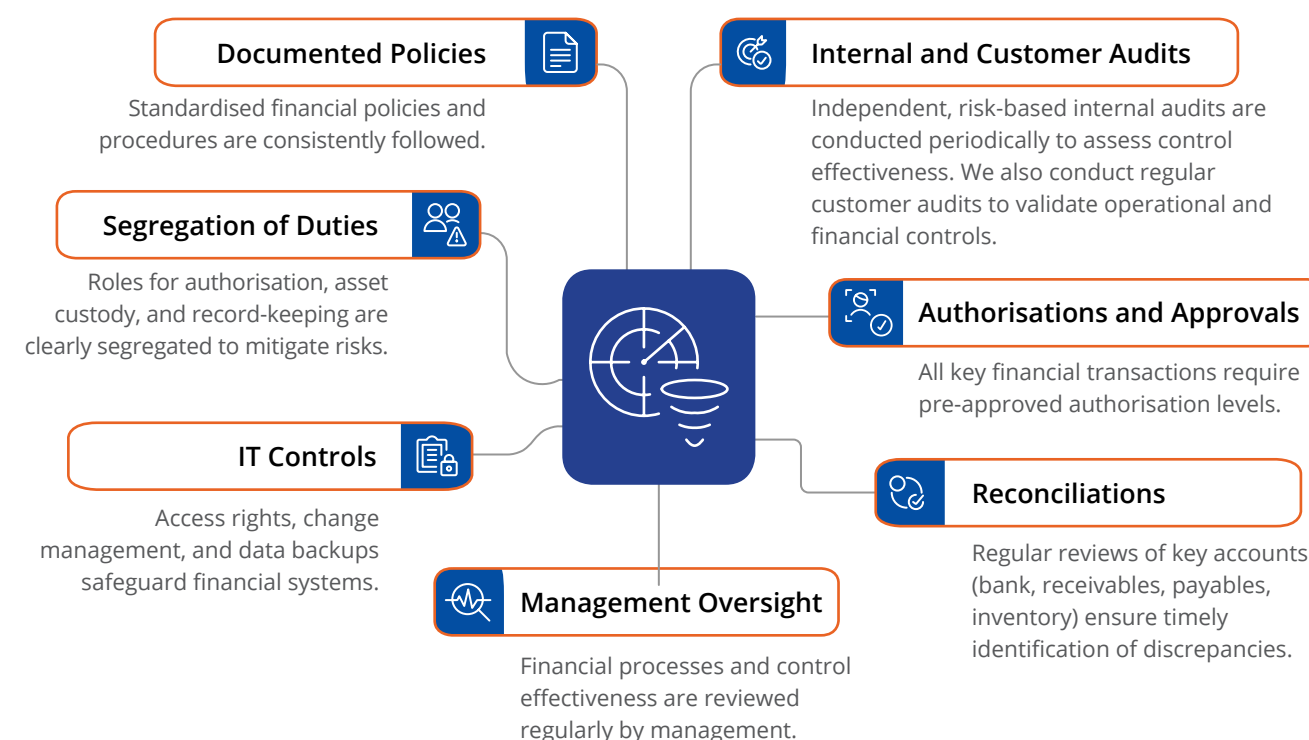 Documented Policies
Standardised financial policies and
procedures are consistently followed.
Segregation of Duties
Roles for authorisation, asset
custody, and record-keeping are
clearly segregated to mitigate risks.
IT Controls
Access rights, change
management, and data backups
safeguard financial systems.
Management Oversight
Financial processes and control
effectiveness are reviewed
regularly by management.
Internal and Customer Audits
Independent, risk-based internal audits are
conducted periodically to assess control
effectiveness. We also conduct regular
customer audits to validate operational and
financial controls.
Authorisations and Approvals
All key financial transactions require
pre-approved authorisation levels.
Reconciliations
Regular reviews of key accounts
(bank, receivables, payables,
inventory) ensure timely
identification of discrepancies.